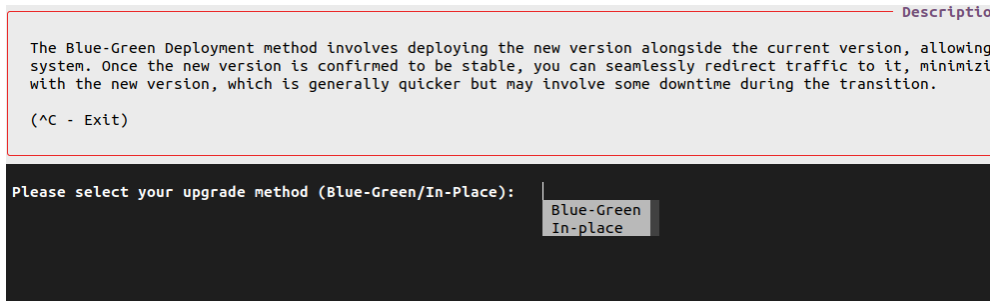 Descriptio
The Blue-Green Deployment method involves deploying the new version alongside the current version, allowing
system. Once the new version is confirmed to be stable, you can seamlessly redirect traffic to it, minimizi
with the new version, which is generally quicker but may involve some downtime during the transition.
(^C - Exit)
Please select your upgrade method (Blue-Green/In-Place):
Blue-Green
In-place